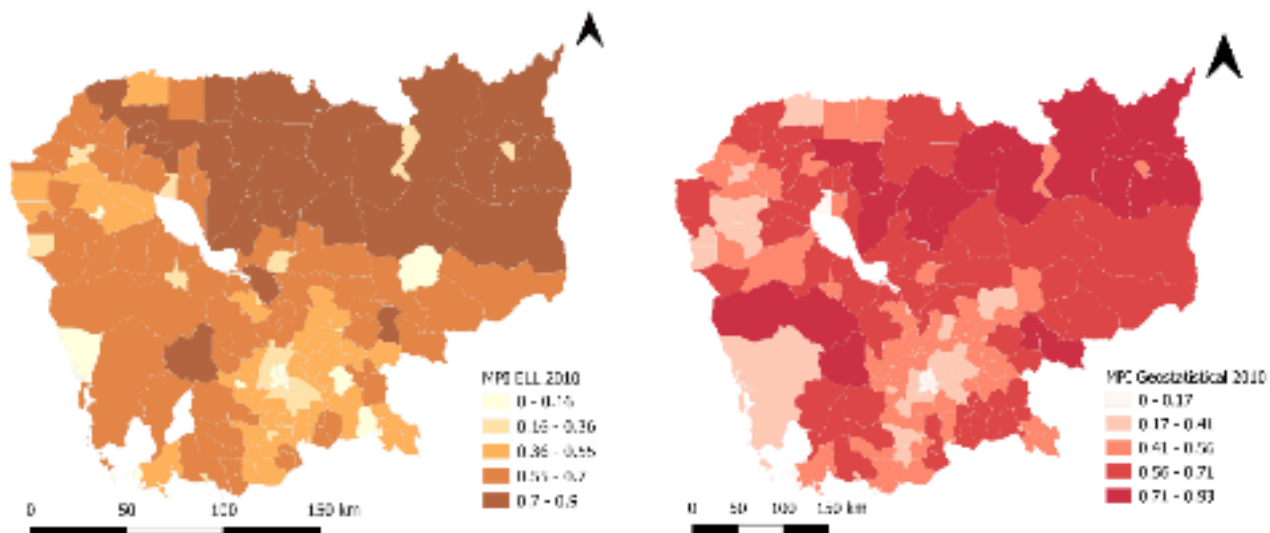 MPI ELL 2010
0 - 0.16
0.16 - 0.36
0.36 - 0.55
0.55 - 0.7
0.7 - 0.9
0 50 100 150 km
MPI Geostatistical 2010
0 - 0.17
0.17 - 0.41
0.41 - 0.56
0.56 - 0.71
0.71 - 0.93
0 50 100 150 km